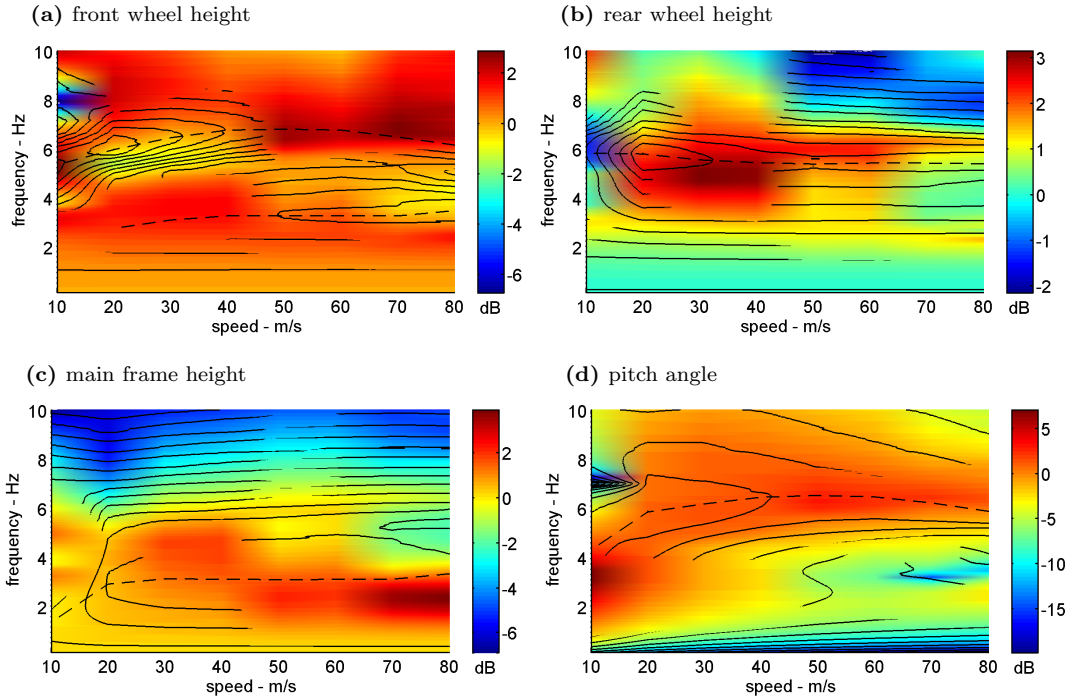 (a) front wheel height
10
8
6
4
2
frequency - Hz
10 20 30 40 50 60 70 80
speed - m/s
2
0
-2
-4
-6
dB
(b) rear wheel height
10
8
6
4
2
frequency - Hz
10 20 30 40 50 60 70 80
speed - m/s
3
2
1
0
-1
-2
dB
(c) main frame height
10
8
6
4
2
frequency - Hz
10 20 30 40 50 60 70 80
speed - m/s
2
0
-2
-4
-6
dB
(d) pitch angle
10
8
6
4
2
frequency - Hz
10 20 30 40 50 60 70 80
speed - m/s
5
0
-5
-10
-15
dB